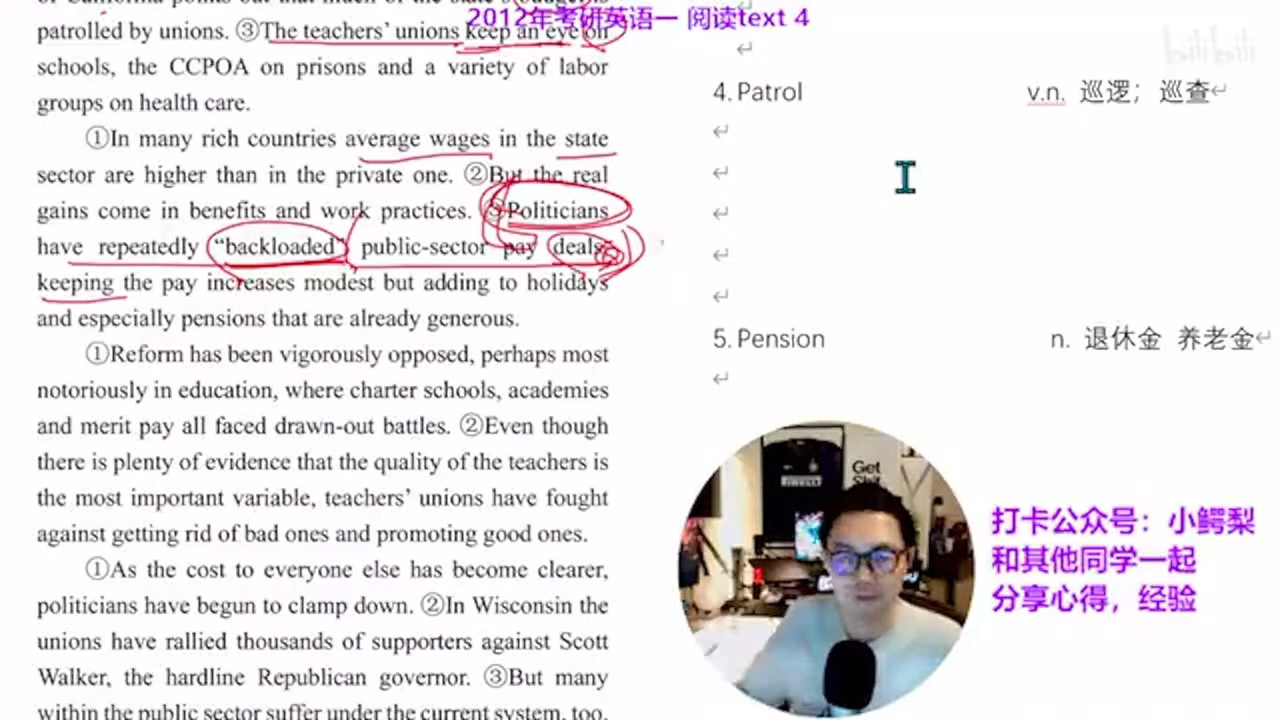 of California points out that much of the state's budget is
2012年考研英语一 阅读text 4
patrolled by unions. ③The teachers' unions keep an eye on
schools, the CCPOA on prisons and a variety of labor
groups on health care.
①In many rich countries average wages in the state
sector are higher than in the private one. ②But the real
gains come in benefits and work practices. ③Politicians
have repeatedly “backloaded” public-sector pay deals,
keeping the pay increases modest but adding to holidays
and especially pensions that are already generous.
①Reform has been vigorously opposed, perhaps most
notoriously in education, where charter schools, academies
and merit pay all faced drawn-out battles. ②Even though
there is plenty of evidence that the quality of the teachers is
the most important variable, teachers' unions have fought
against getting rid of bad ones and promoting good ones.
①As the cost to everyone else has become clearer,
politicians have begun to clamp down. ②In Wisconsin the
unions have rallied thousands of supporters against Scott
Walker, the hardline Republican governor. ③But many
within the public sector suffer under the current system, too.
bilibili
4. Patrol v.n. 巡逻；巡查
5. Pension n. 退休金 养老金
Get
PIRELLI
打卡公众号：小鳄梨
和其他同学一起
分享心得，经验